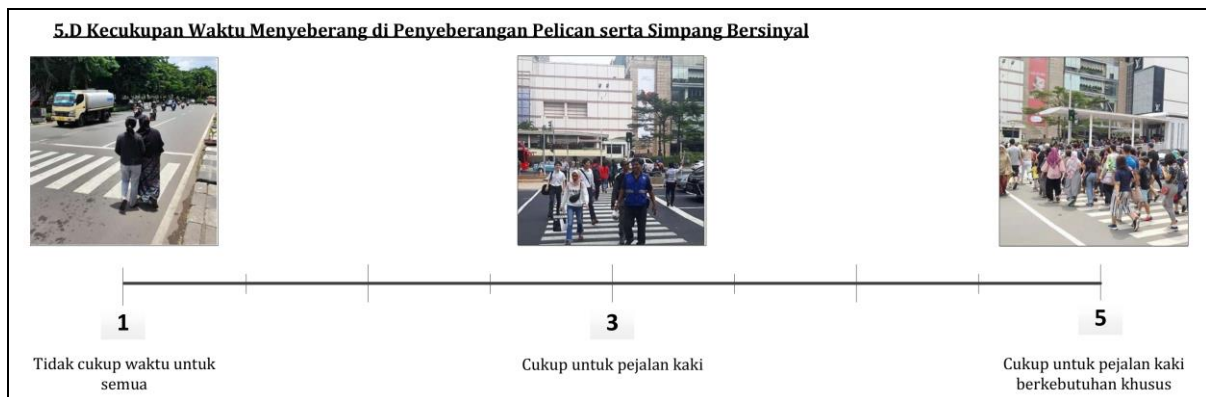 5.D Kecukupan Waktu Menyeberang di Penyeberangan Pelican serta Simpang Bersinyal
1
3
5
Tidak cukup waktu untuk
semua
Cukup untuk pejalan kaki
Cukup untuk pejalan kaki
berkebutuhan khusus